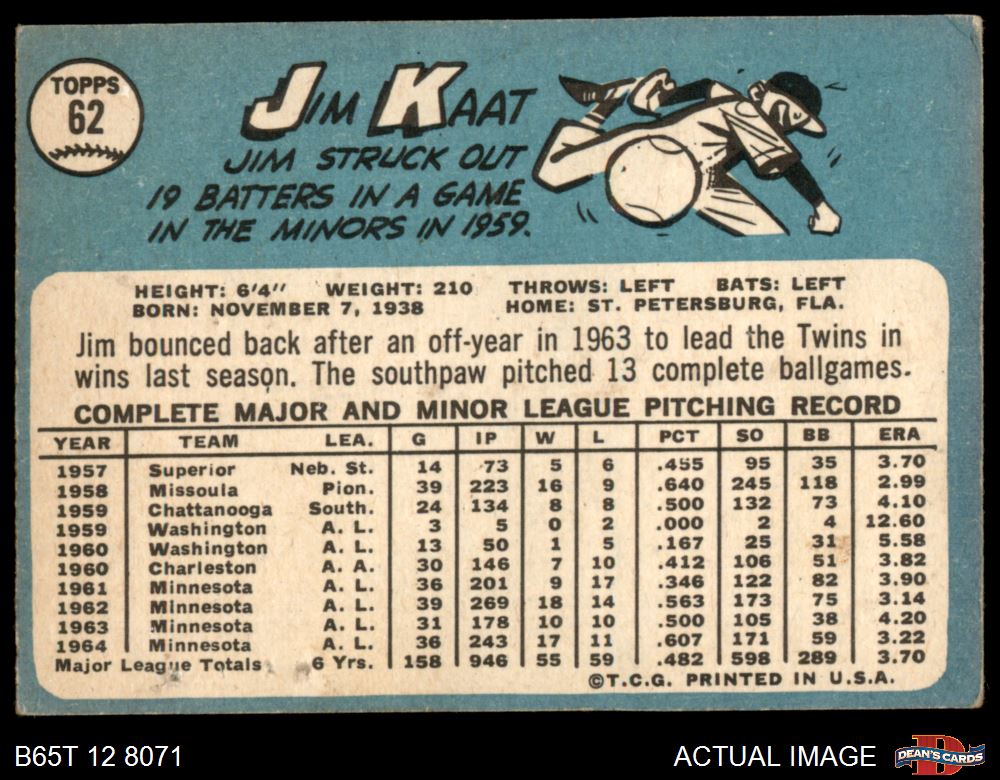 TOPPS
62
JIM KAAT
JIM STRUCK OUT
19 BATTERS IN A GAME
IN THE MINORS IN 1959.
HEIGHT: 6'4" WEIGHT: 210 THROWS: LEFT BATS: LEFT
BORN: NOVEMBER 7, 1938 HOME: ST. PETERSBURG, FLA.
Jim bounced back after an off-year in 1963 to lead the Twins in
wins last season. The southpaw pitched 13 complete ballgames.
COMPLETE MAJOR AND MINOR LEAGUE PITCHING RECORD
YEAR TEAM LEA. G IP W L PCT SO BB ERA
1957 Superior Neb. St. 14 73 5 6 .455 95 35 3.70
1958 Missoula Pion. 39 223 16 9 .640 245 118 2.99
1959 Chattanooga South. 24 134 8 8 .500 132 73 4.10
1959 Washington A. L. 3 5 0 2 .000 2 4 12.60
1960 Washington A. L. 13 50 1 5 .167 25 31 5.58
1960 Charleston A. A. 30 146 7 10 .412 106 51 3.82
1961 Minnesota A. L. 36 201 9 17 .346 122 82 3.90
1962 Minnesota A. L. 39 269 18 14 .563 173 75 3.14
1963 Minnesota A. L. 31 178 10 10 .500 105 38 4.20
1964 Minnesota A. L. 36 243 17 11 .607 171 59 3.22
Major League Totals 6 Yrs. 158 946 55 59 .482 598 289 3.70
©T.C.G. PRINTED IN U.S.A.
B65T 12 8071 ACTUAL IMAGE
D
DEAN'S CARDS